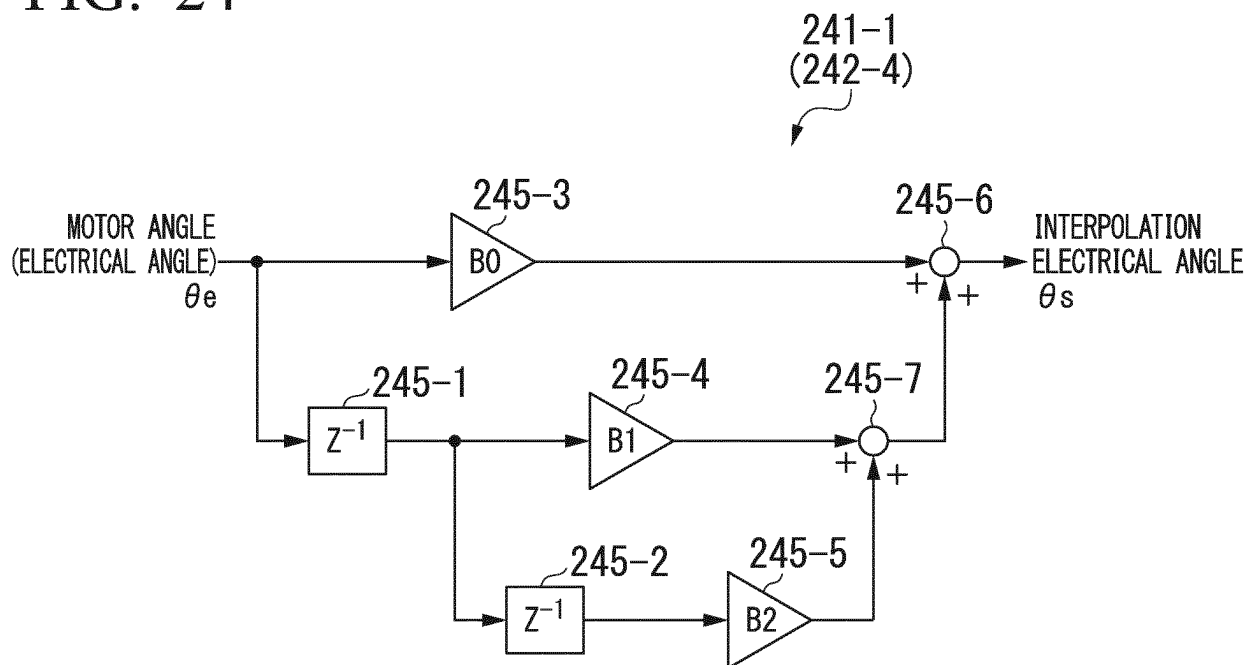 FIG. 24
241-1
(242-4)
245-3
245-6
MOTOR ANGLE
(ELECTRICAL ANGLE)
θe
B0
INTERPOLATION
ELECTRICAL ANGLE
θs
+ +
245-1
245-4
245-7
Z⁻¹
B1
+ +
245-2
245-5
Z⁻¹
B2